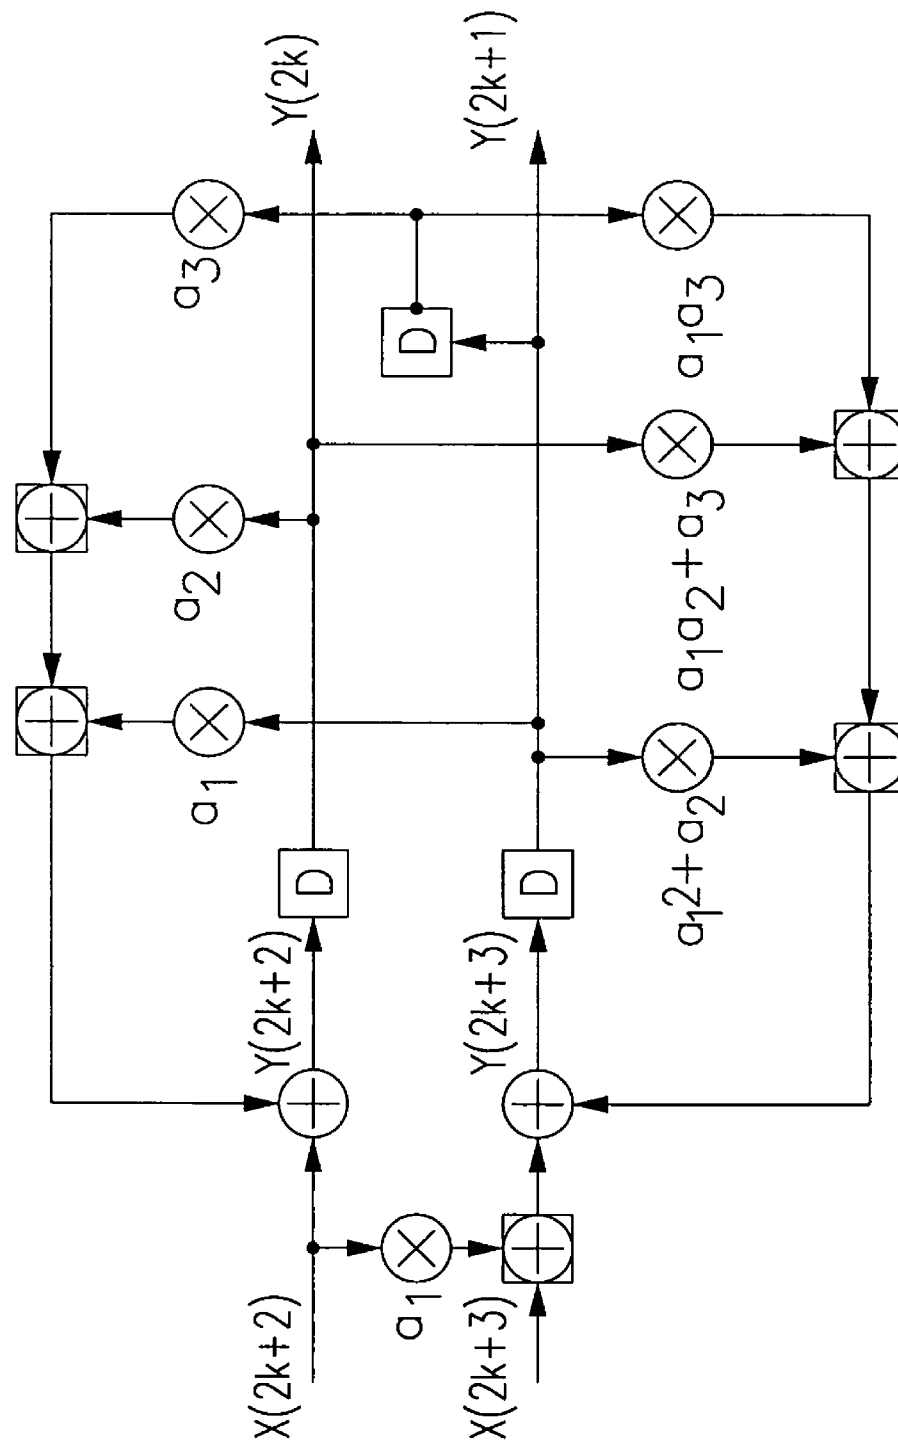 a₁
a₂
a₃
X(2k+2)
Y(2k+2)
Y(2k)
D
a₁
D
X(2k+3)
Y(2k+3)
Y(2k+1)
D
a₁²+a₂
a₁a₂+a₃
a₁a₃